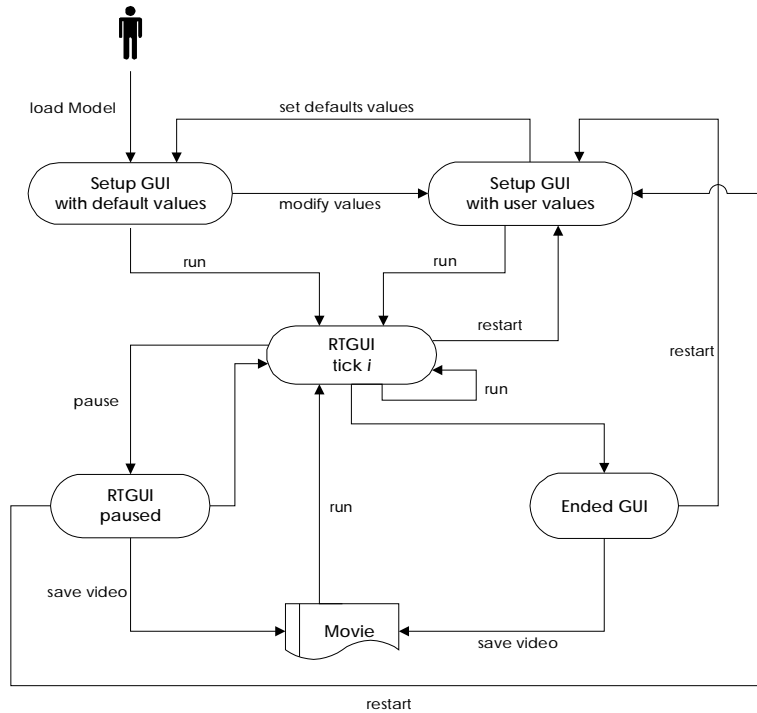 load Model
set defaults values
Setup GUI
with default values
modify values
Setup GUI
with user values
run
run
restart
RTGUI
tick i
run
restart
pause
RTGUI
paused
run
Ended GUI
save video
Movie
save video
restart